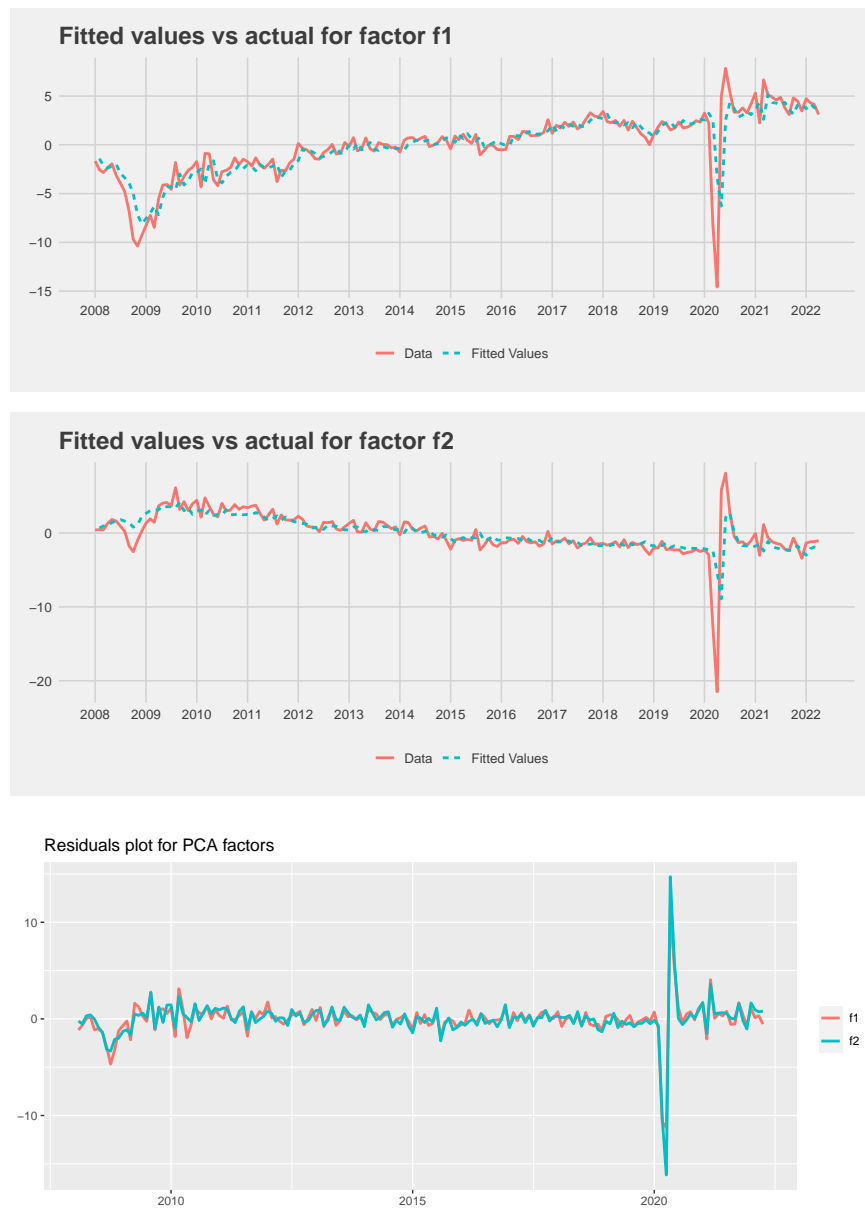 Fitted values vs actual for factor f1
5
0
−5
−10
−15
2008 2009 2010 2011 2012 2013 2014 2015 2016 2017 2018 2019 2020 2021 2022
Data Fitted Values
Fitted values vs actual for factor f2
0
−10
−20
2008 2009 2010 2011 2012 2013 2014 2015 2016 2017 2018 2019 2020 2021 2022
Data Fitted Values
Residuals plot for PCA factors
10
0
−10
2010 2015 2020
f1
f2